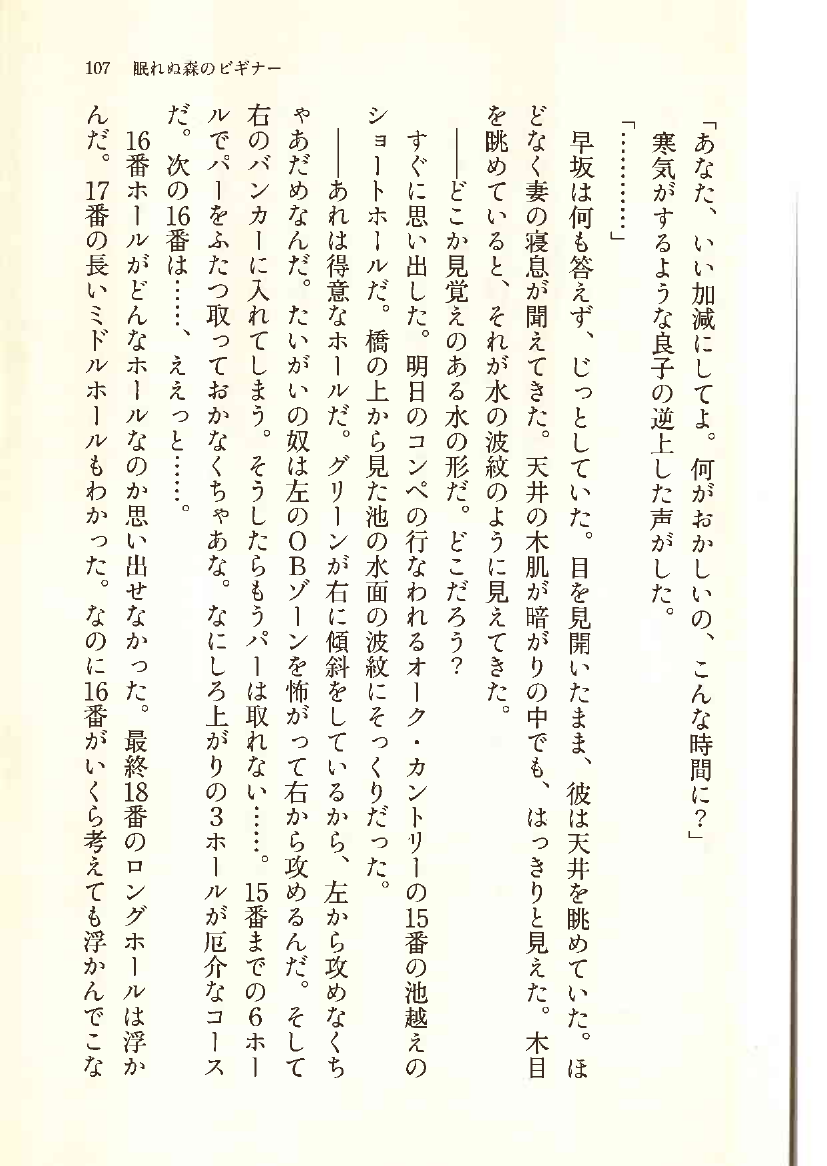 107 眠れぬ森のビギナー
「あなた、いい加減にしてよ。何がおかしいの、こんな時間に？」
寒気がするような良子の逆上した声がした。
「…………」
早坂は何も答えず、じっとしていた。目を見開いたまま、彼は天井を眺めていた。ほ
どなく妻の寝息が聞えてきた。天井の木肌が暗がりの中でも、はっきりと見えた。木目
を眺めていると、それが水の波紋のように見えてきた。
――どこか見覚えのある水の形だ。どこだろう？
すぐに思い出した。明日のコンペの行なわれるオーク・カントリーの15番の池越えの
ショートホールだ。橋の上から見た池の水面の波紋にそっくりだった。
――あれは得意なホールだ。グリーンが右に傾斜をしているから、左から攻めなくち
ゃあだめなんだ。たいがいの奴は左のＯＢゾーンを怖がって右から攻めるんだ。そして
右のバンカーに入れてしまう。そうしたらもうパーは取れない……。15番までの６ホー
ルでパーをふたつ取っておかなくちゃあな。なにしろ上がりの３ホールが厄介なコース
だ。次の16番は……、ええっと……。
16番ホールがどんなホールなのか思い出せなかった。最終18番のロングホールは浮か
んだ。17番の長いミドルホールもわかった。なのに16番がいくら考えても浮かんでこな